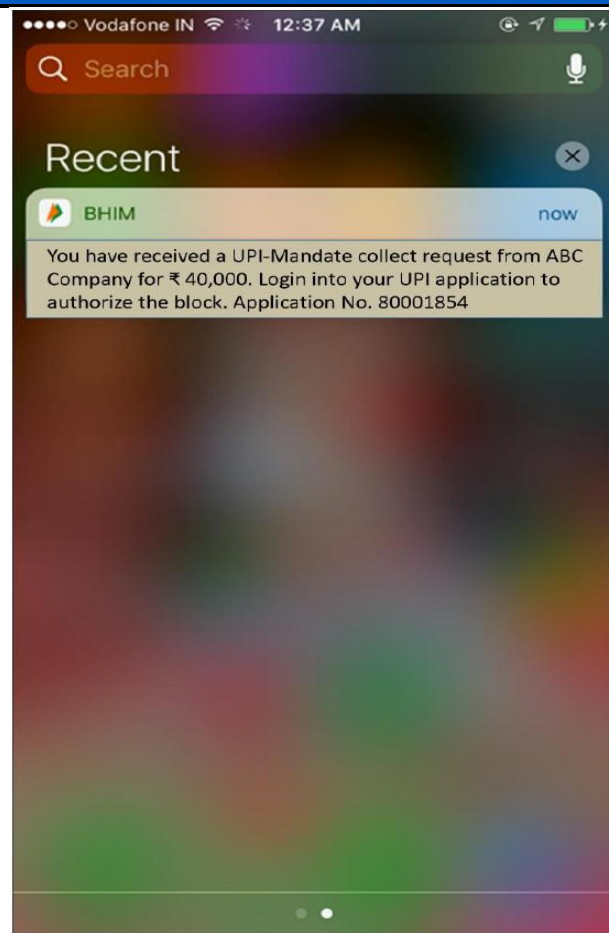 Vodafone IN 12:37 AM
Search
Recent
BHIM now
You have received a UPI-Mandate collect request from ABC
Company for ₹ 40,000. Login into your UPI application to
authorize the block. Application No. 80001854